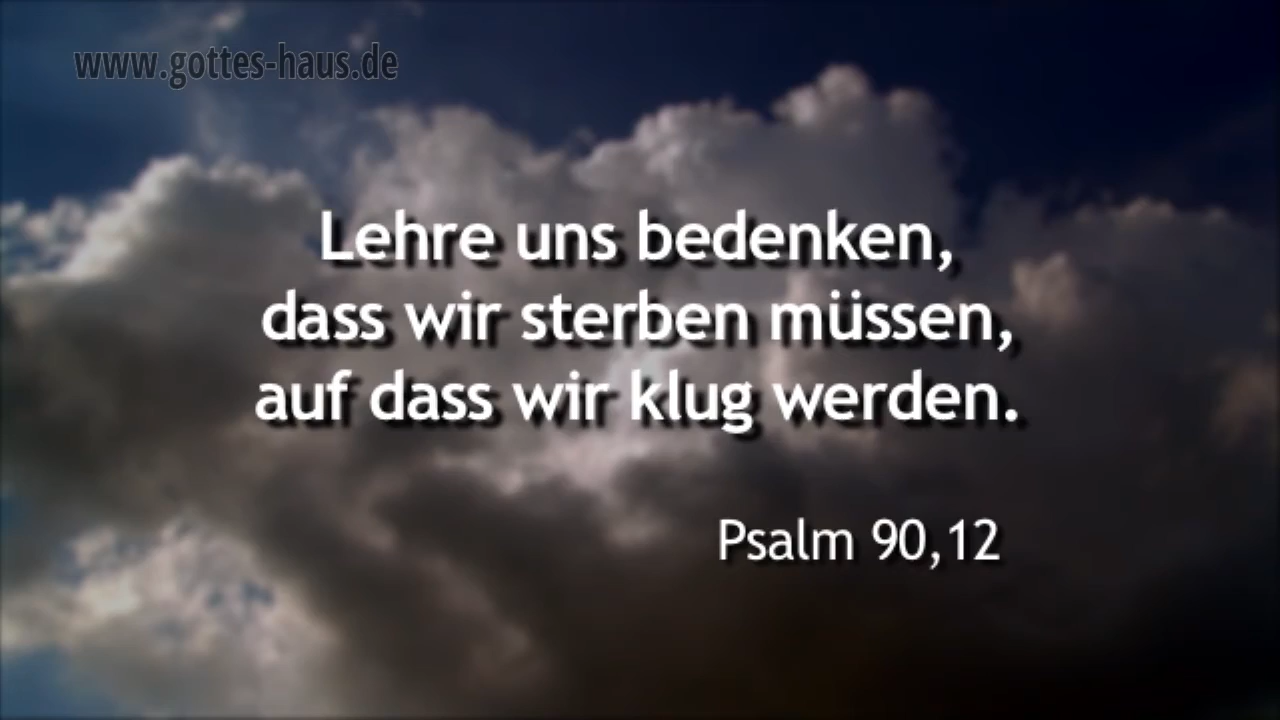 www.gottes-haus.de
Lehre uns bedenken,
dass wir sterben müssen,
auf dass wir klug werden.
Psalm 90,12